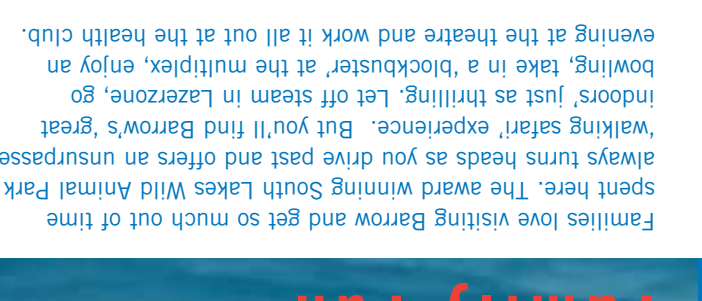 Families love visiting Barrow and get so much out of time
spent here. The award winning South Lakes Wild Animal Park
always turns heads as you drive past and offers an unsurpasse
'walking safari' experience. But you'll find Barrow's 'great
indoors' just as thrilling. Let off steam in Lazerzone, go
bowling, take in a 'blockbuster' at the multiplex, enjoy an
evening at the theatre and work it all out at the health club.